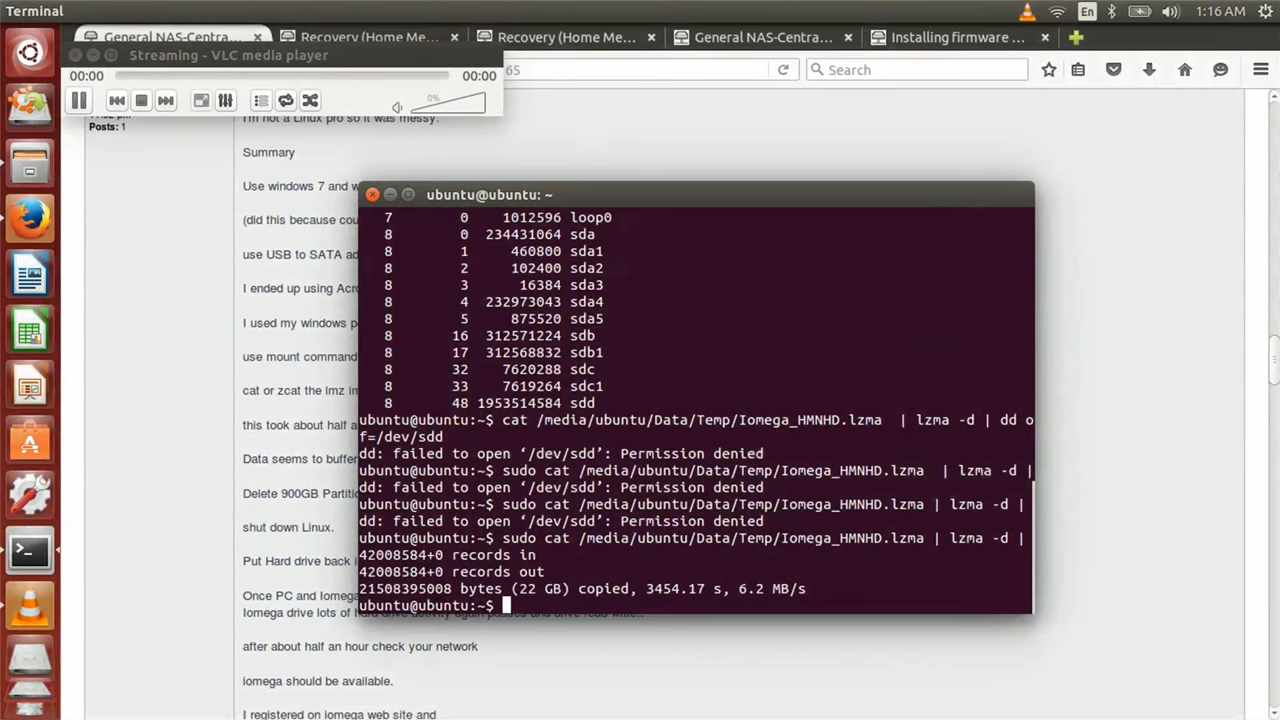 Terminal
En
1:16 AM
General NAS-Centra...
Recovery (Home Me...
Recovery (Home Me...
General NAS-Centra...
Installing firmware ...
Streaming - VLC media player
65
Search
00:00
00:00
0%
Posts: 1
I'm not a Linux pro so it was messy.
Summary
Use windows 7 and w
(did this because cou
use USB to SATA ad
I ended up using Acro
I used my windows p
use mount command
cat or zcat the lmz i
this took about half a
Data seems to buffer
Delete 900GB Partiti
shut down Linux.
Put Hard drive back i
Once PC and Iomega
after about half an hour check your network
iomega should be available.
I registered on iomega web site and
ubuntu@ubuntu: ~
7 0 1012596 loop0
8 0 234431064 sda
8 1 460800 sda1
8 2 102400 sda2
8 3 16384 sda3
8 4 232973043 sda4
8 5 875520 sda5
8 16 312571224 sdb
8 17 312568832 sdb1
8 32 7620288 sdc
8 33 7619264 sdc1
8 48 1953514584 sdd
ubuntu@ubuntu:~$ cat /media/ubuntu/Data/Temp/Iomega_HMNHD.lzma | lzma -d | dd o
f=/dev/sdd
dd: failed to open ‘/dev/sdd’: Permission denied
ubuntu@ubuntu:~$ sudo cat /media/ubuntu/Data/Temp/Iomega_HMNHD.lzma | lzma -d |
dd: failed to open ‘/dev/sdd’: Permission denied
ubuntu@ubuntu:~$ sudo cat /media/ubuntu/Data/Temp/Iomega_HMNHD.lzma | lzma -d |
dd: failed to open ‘/dev/sdd’: Permission denied
ubuntu@ubuntu:~$ sudo cat /media/ubuntu/Data/Temp/Iomega_HMNHD.lzma | lzma -d |
42008584+0 records in
42008584+0 records out
21508395008 bytes (22 GB) copied, 3454.17 s, 6.2 MB/s
ubuntu@ubuntu:~$